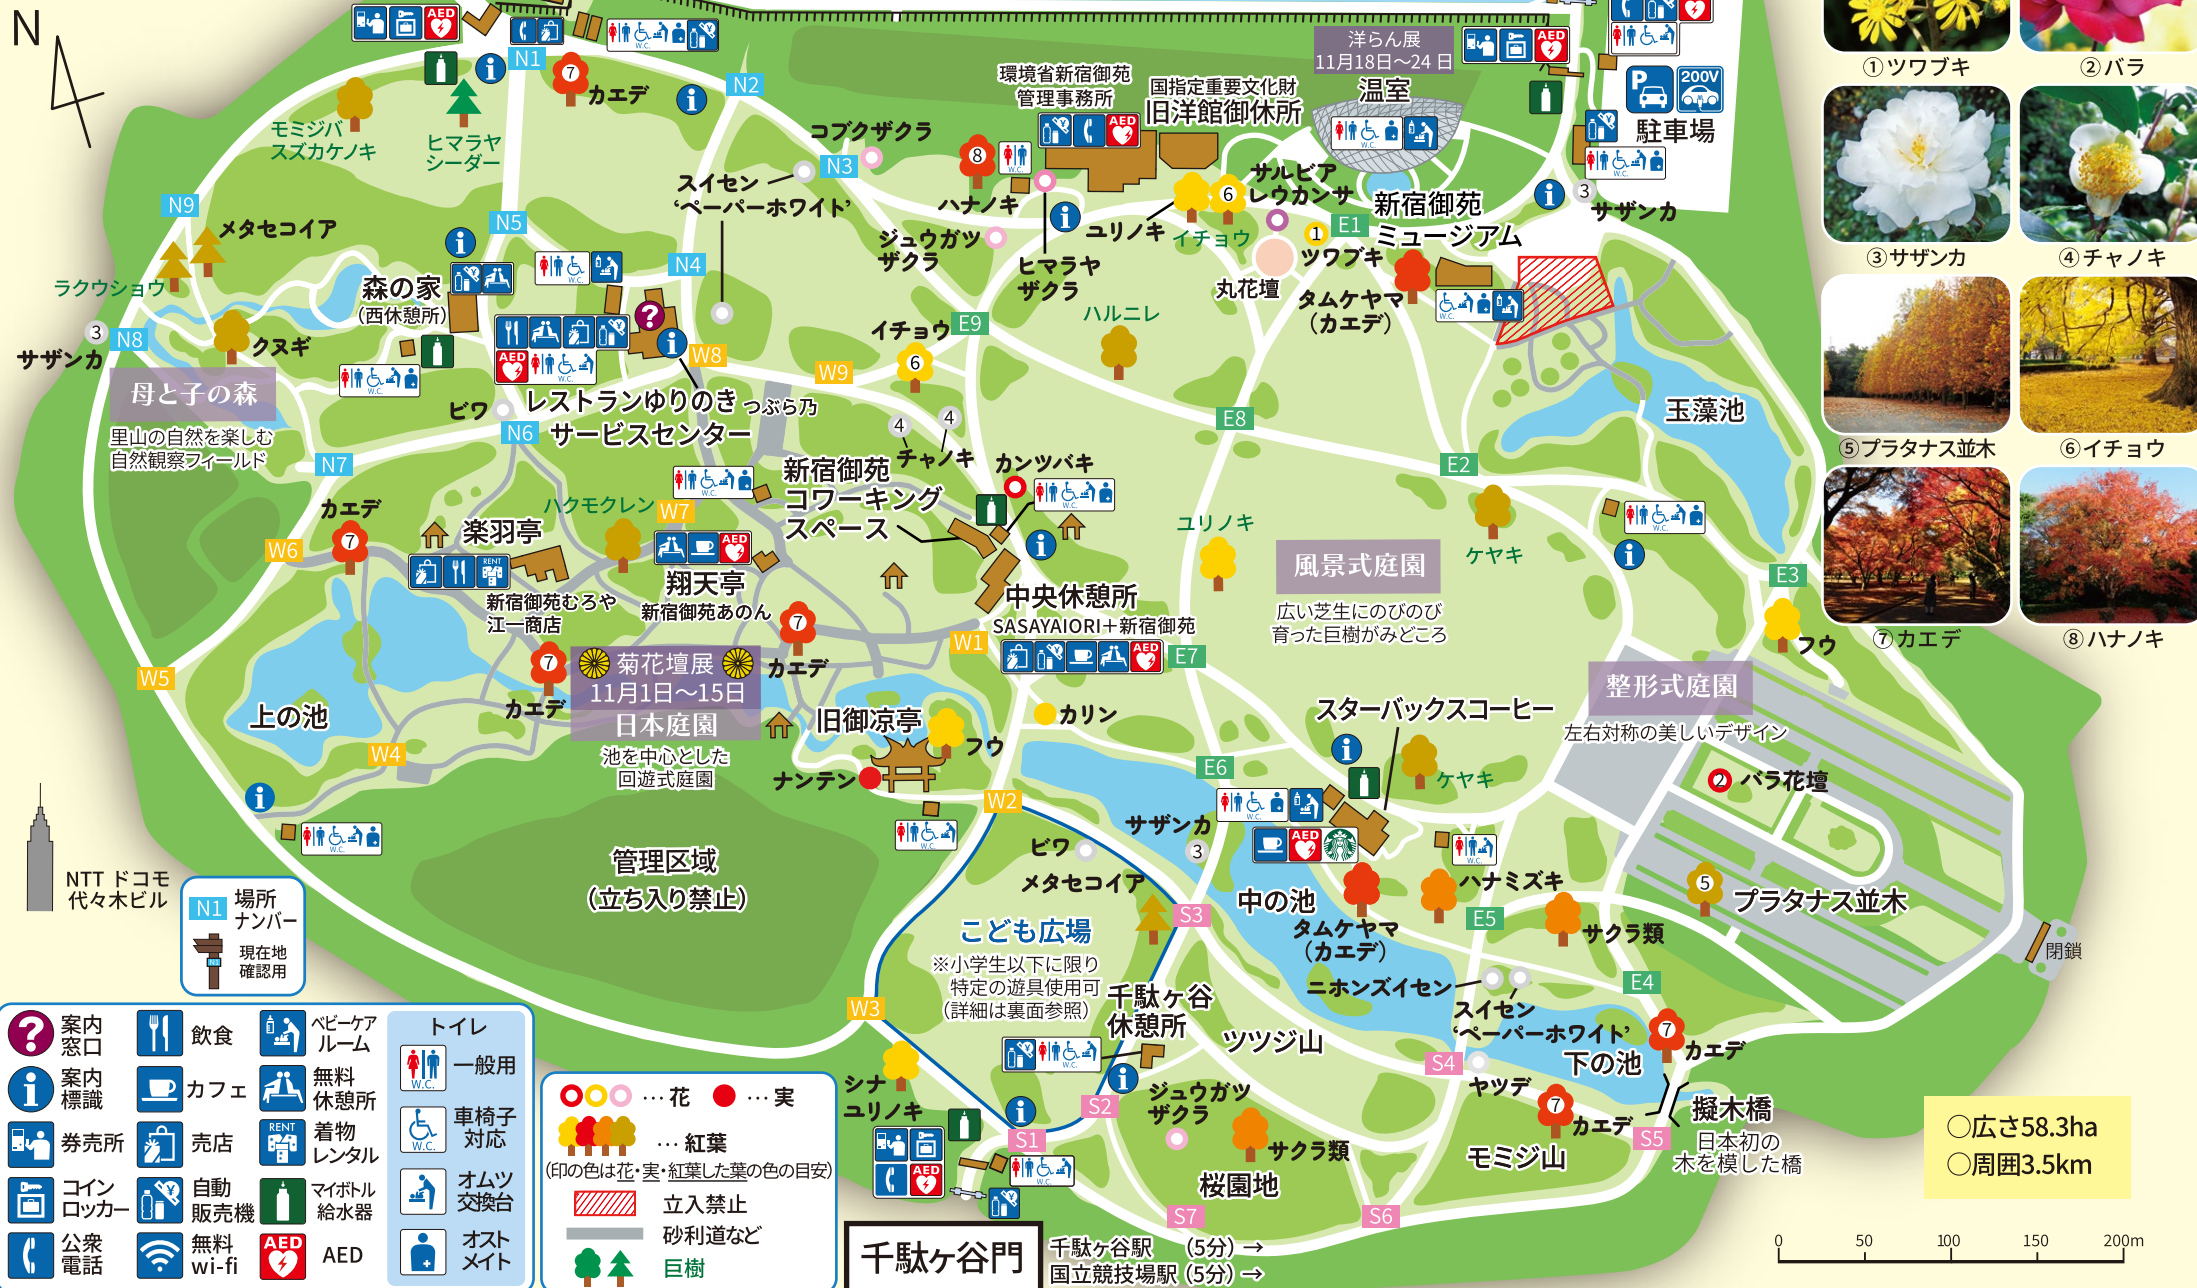 N
AED
W.C.
N1
カエデ
7
モミジバ
スズカケノキ
ヒマラヤ
シーダー
N2
コブクザクラ
N3
スイセン
‘ペーパーホワイト’
環境省新宿御苑
管理事務所
AED
国指定重要文化財
旧洋館御休所
洋らん展
11月18日～24日
温室
W.C.
AED
AED
W.C.
P
200V
駐車場
W.C.
3
サザンカ
①ツワブキ
②バラ
③サザンカ
④チャノキ
⑤プラタナス並木
⑥イチョウ
⑦カエデ
⑧ハナノキ
8
ハナノキ
ジュウガツ
ザクラ
ヒマラヤ
ザクラ
ユリノキ
6
イチョウ
サルビア
レウカンサ
E1
1
ツワブキ
丸花壇
新宿御苑
ミュージアム
タムケヤマ
（カエデ）
W.C.
N9
メタセコイア
ラクウショウ
N5
N4
森の家
（西休憩所）
W.C.
3
N8
サザンカ
クヌギ
W.C.
AED
W.C.
W8
W9
イチョウ
6
E9
ハルニレ
E8
E2
玉藻池
母と子の森
里山の自然を楽しむ
自然観察フィールド
レストランゆりのき つぶら乃
サービスセンター
ビワ
N6
N7
4
4
チャノキ
カンツバキ
W.C.
新宿御苑
コワーキング
スペース
W.C.
ハクモクレン
W7
カエデ
7
W6
楽羽亭
RENT
新宿御苑むろや
江一商店
AED
翔天亭
新宿御苑あのん
7
カエデ
中央休憩所
SASAYAIORI＋新宿御苑
AED
W1
E7
ユリノキ
風景式庭園
広い芝生にのびのび
育った巨樹がみどころ
ケヤキ
W.C.
E3
フウ
W5
上の池
7
カエデ
菊花壇展
11月1日～15日
日本庭園
池を中心とした
回遊式庭園
W4
旧御凉亭
フウ
ナンテン
カリン
W.C.
W2
スターバックスコーヒー
整形式庭園
左右対称の美しいデザイン
E6
ケヤキ
2
バラ花壇
W.C.
AED
サザンカ
3
ビワ
メタセコイア
S3
W.C.
中の池
タムケヤマ
（カエデ）
ハナミズキ
E5
サクラ類
5
プラタナス並木
閉鎖
管理区域
（立ち入り禁止）
こども広場
※小学生以下に限り
特定の遊具使用可
（詳細は裏面参照）
千駄ヶ谷
休憩所
W.C.
W3
シナ
ユリノキ
ツツジ山
ニホンズイセン
スイセン
‘ペーパーホワイト’
E4
7
カエデ
下の池
S4
ヤツデ
7
カエデ
擬木橋
日本初の
木を模した橋
S5
モミジ山
S2
S1
ジュウガツ
ザクラ
サクラ類
桜園地
S7
S6
AED
W.C.
千駄ヶ谷門
千駄ヶ谷駅 （5分）→
国立競技場駅（5分）→
W.C.
NTT ドコモ
代々木ビル
N1
場所
ナンバー
N1
現在地
確認用
案内
窓口
飲食
ベビーケア
ルーム
案内
標識
カフェ
無料
休憩所
券売所
売店
RENT
着物
レンタル
コイン
ロッカー
自動
販売機
マイボトル
給水器
公衆
電話
無料
wi-fi
AED
AED
トイレ
W.C.
一般用
W.C.
車椅子
対応
オムツ
交換台
オスト
メイト
…花
…実
…紅葉
（印の色は花・実・紅葉した葉の色の目安）
立入禁止
砂利道など
巨樹
○広さ58.3ha
○周囲3.5km
0 50 100 150 200m